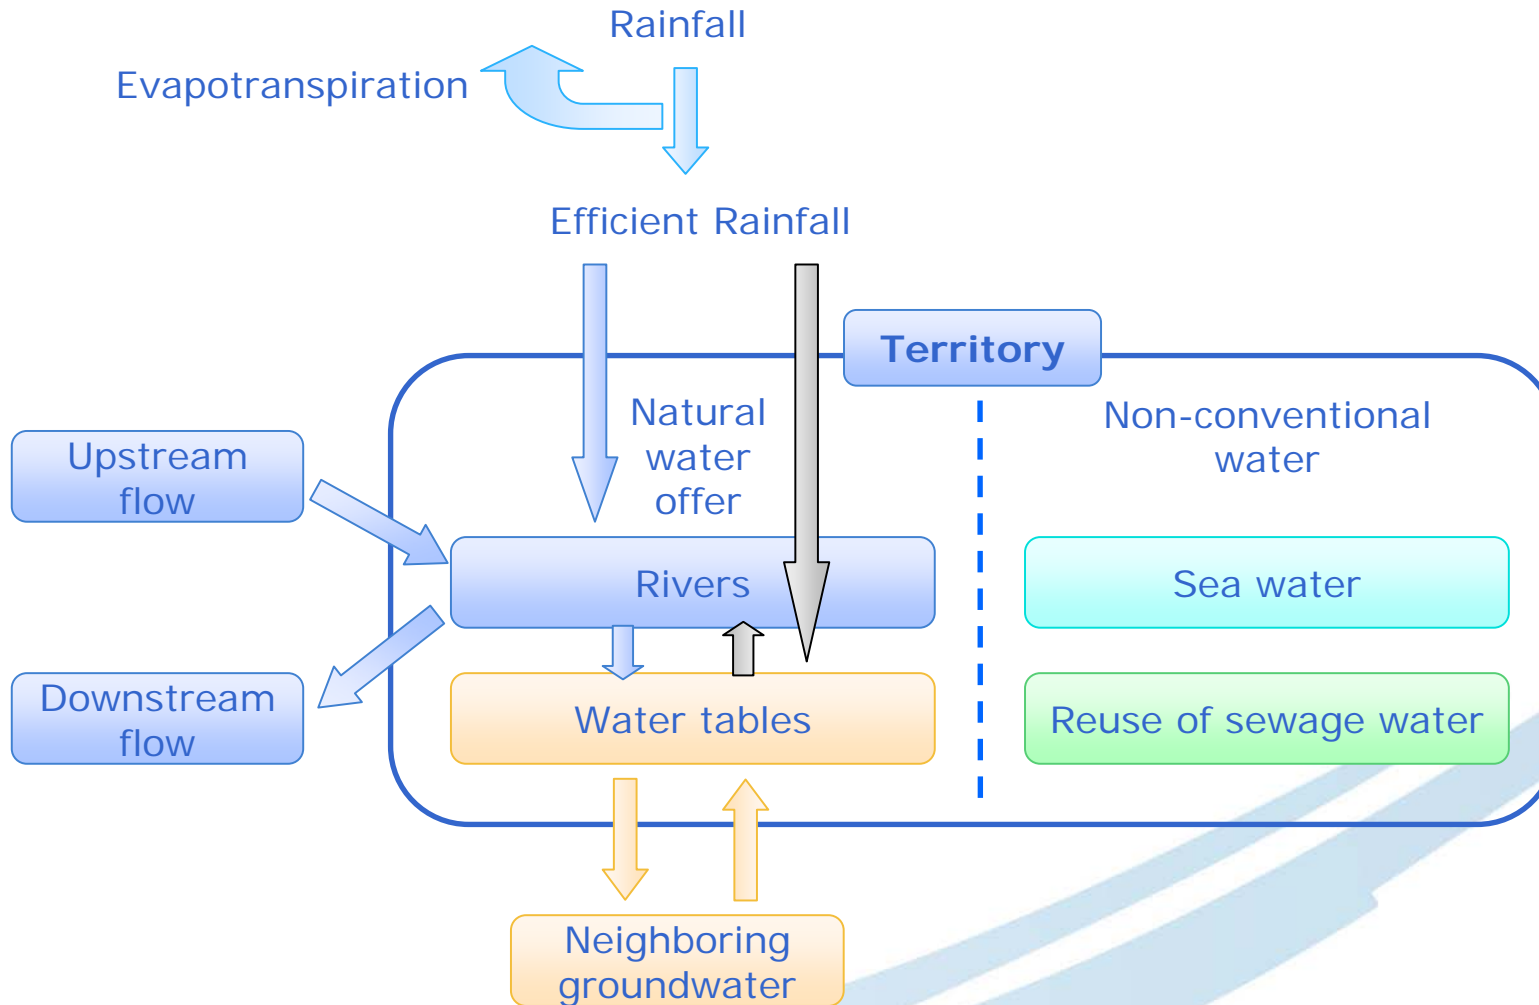 Rainfall
Evapotranspiration
Efficient Rainfall
Territory
Natural
water
offer
Non-conventional
water
Upstream
flow
Rivers
Sea water
Downstream
flow
Water tables
Reuse of sewage water
Neighboring
groundwater